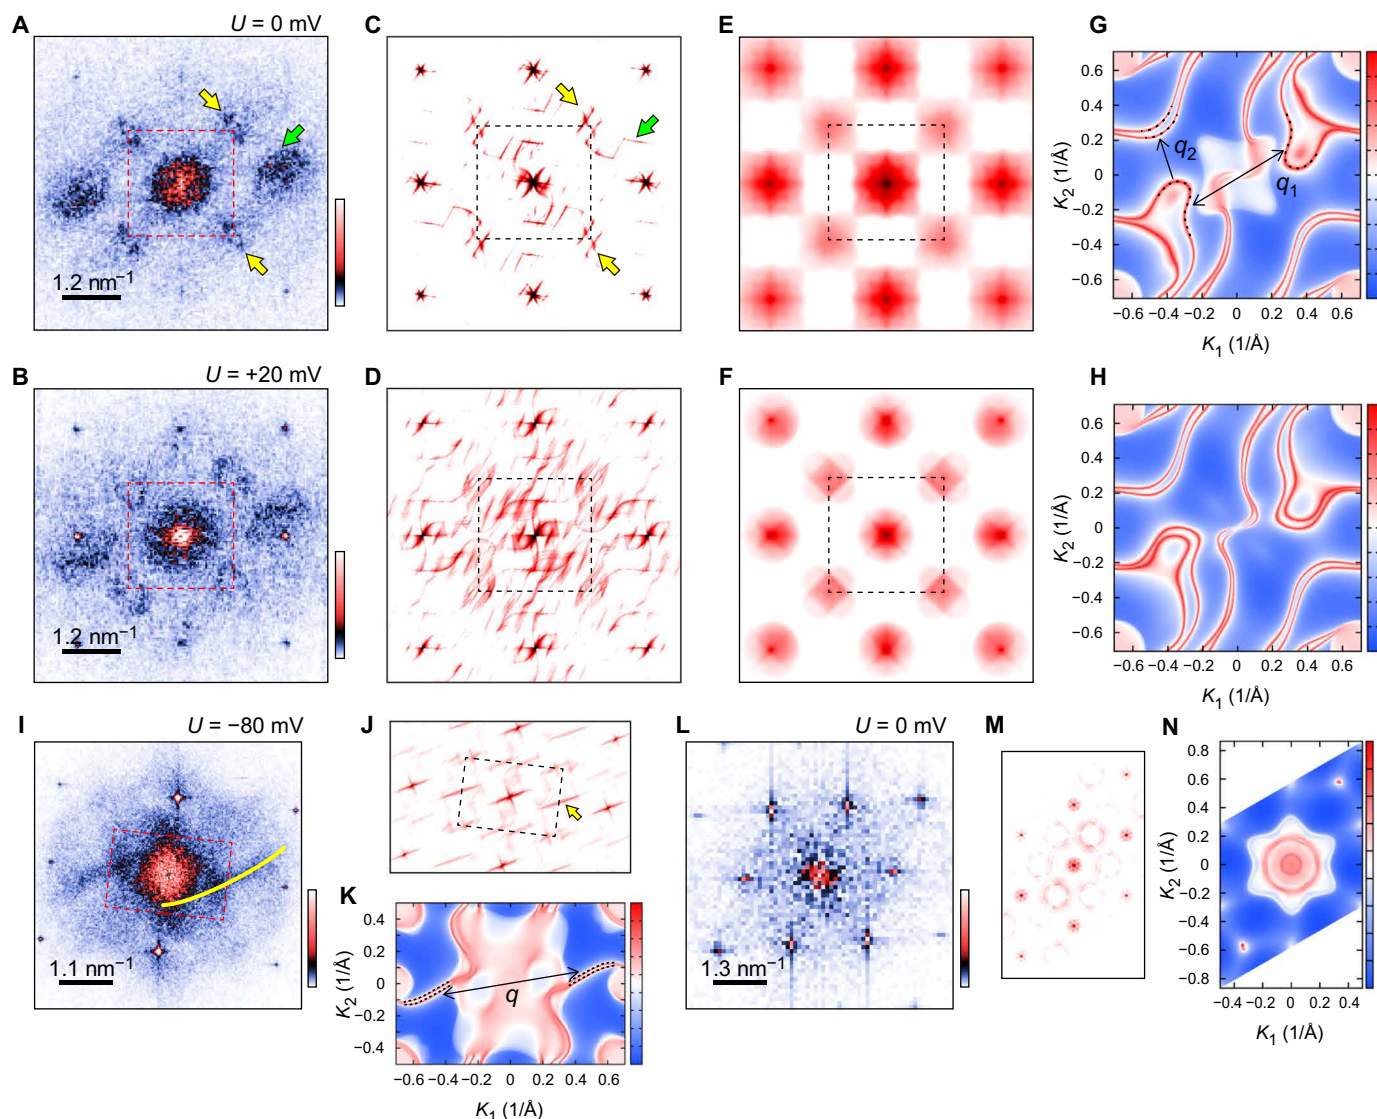 A
U = 0 mV
1.2 nm⁻¹
C
E
G
K₂ (1/Å)
0.6
0.4
0.2
0
−0.2
−0.4
−0.6
q₂
q₁
−0.6 −0.4 −0.2 0 0.2 0.4 0.6
K₁ (1/Å)
B
U = +20 mV
1.2 nm⁻¹
D
F
H
K₂ (1/Å)
0.6
0.4
0.2
0
−0.2
−0.4
−0.6
−0.6 −0.4 −0.2 0 0.2 0.4 0.6
K₁ (1/Å)
I
U = −80 mV
1.1 nm⁻¹
J
K
K₂ (1/Å)
0.4
0.2
0
−0.2
−0.4
q
−0.6 −0.4 −0.2 0 0.2 0.4 0.6
K₁ (1/Å)
L
U = 0 mV
1.3 nm⁻¹
M
N
K₂ (1/Å)
0.8
0.6
0.4
0.2
0
−0.2
−0.4
−0.6
−0.8
−0.4 −0.2 0 0.2 0.4
K₁ (1/Å)